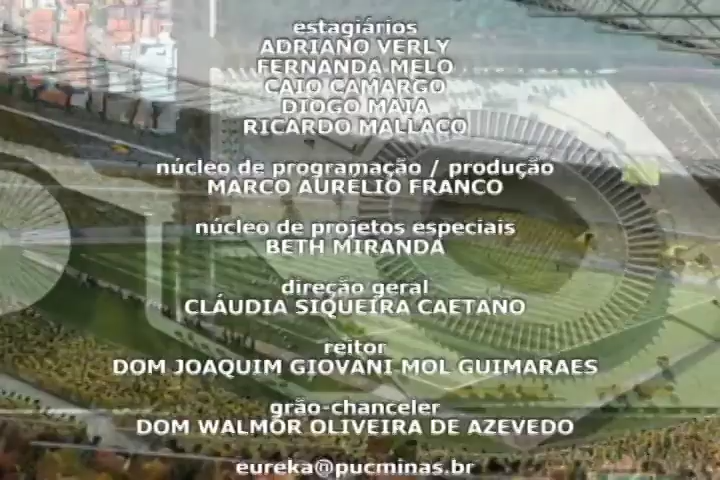 estagiários
ADRIANO VERLY
FERNANDA MELO
CAIO CAMARGO
DIOGO MAIA
RICARDO MALLACO
núcleo de programação / produção
MARCO AURÉLIO FRANCO
núcleo de projetos especiais
BETH MIRANDA
direção geral
CLÁUDIA SIQUEIRA CAETANO
reitor
DOM JOAQUIM GIOVANI MOL GUIMARAES
grão-chanceler
DOM WALMOR OLIVEIRA DE AZEVEDO
eureka@pucminas.br